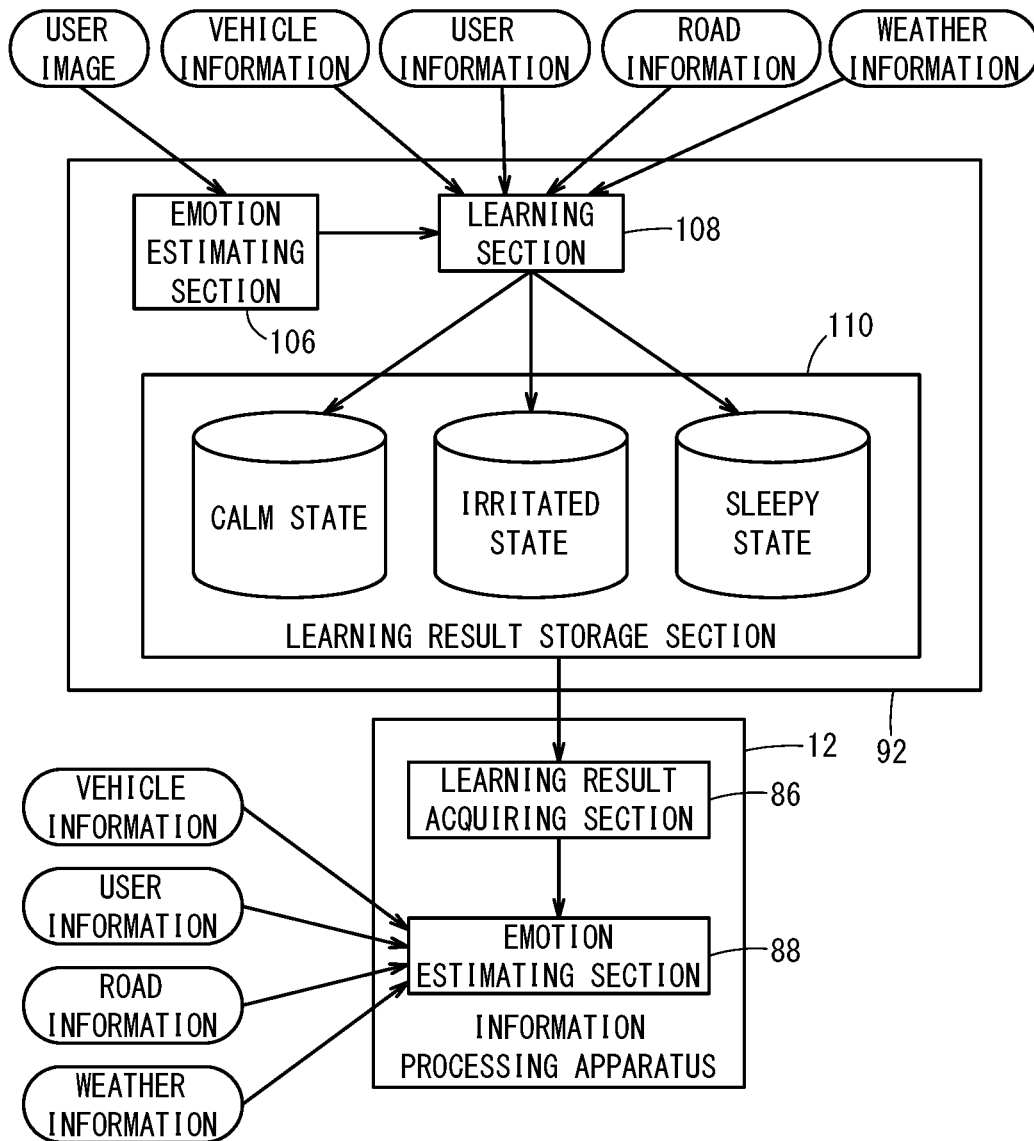 USER
IMAGE
VEHICLE
INFORMATION
USER
INFORMATION
ROAD
INFORMATION
WEATHER
INFORMATION
EMOTION
ESTIMATING
SECTION
106
LEARNING
SECTION
108
110
CALM STATE
IRRITATED
STATE
SLEEPY
STATE
LEARNING RESULT STORAGE SECTION
92
12
LEARNING RESULT
ACQUIRING SECTION
86
VEHICLE
INFORMATION
USER
INFORMATION
ROAD
INFORMATION
WEATHER
INFORMATION
EMOTION
ESTIMATING SECTION
88
INFORMATION
PROCESSING APPARATUS